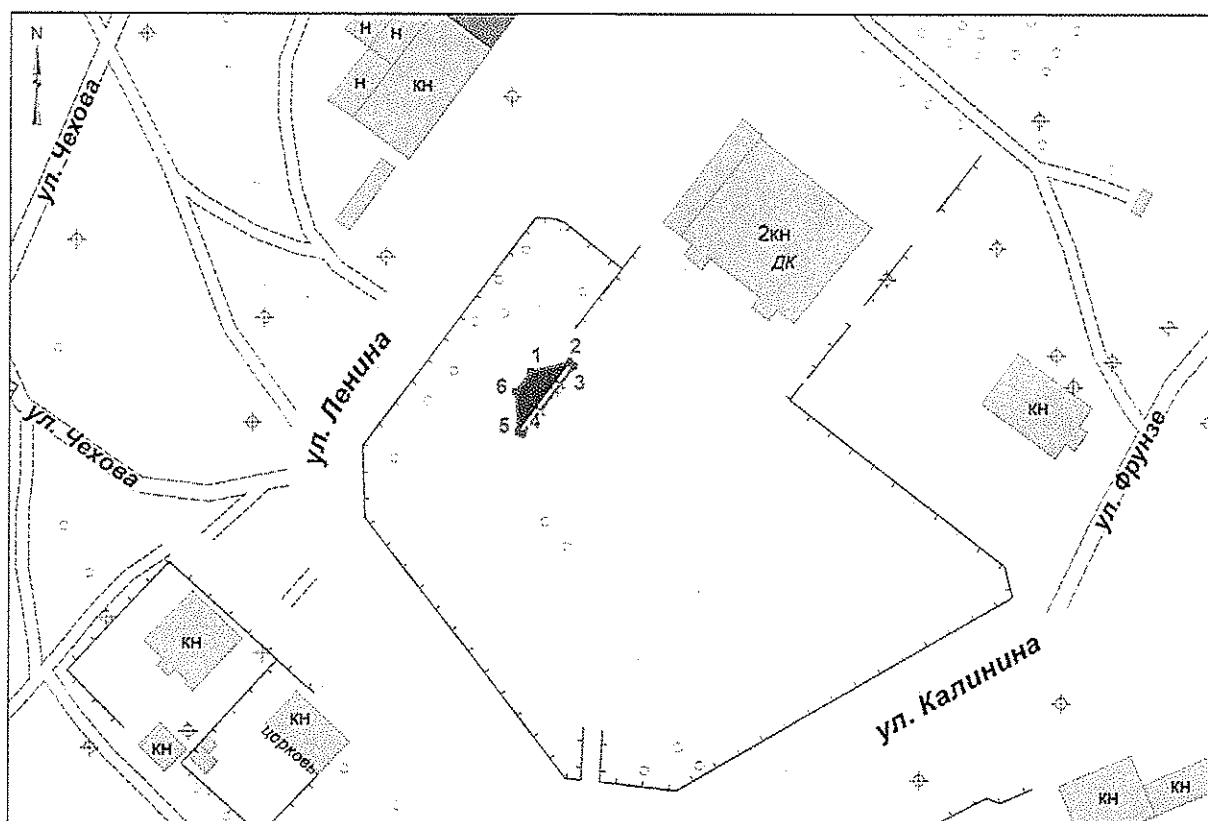 N
Н
Н
Н
КН
ул. Чехова
2КН
ДК
ул. Ленина
1
2
3
4
5
6
КН
ул. Чехова
ул. Фрунзе
КН
КН
церковь
КН
ул. Калинина
КН
КН